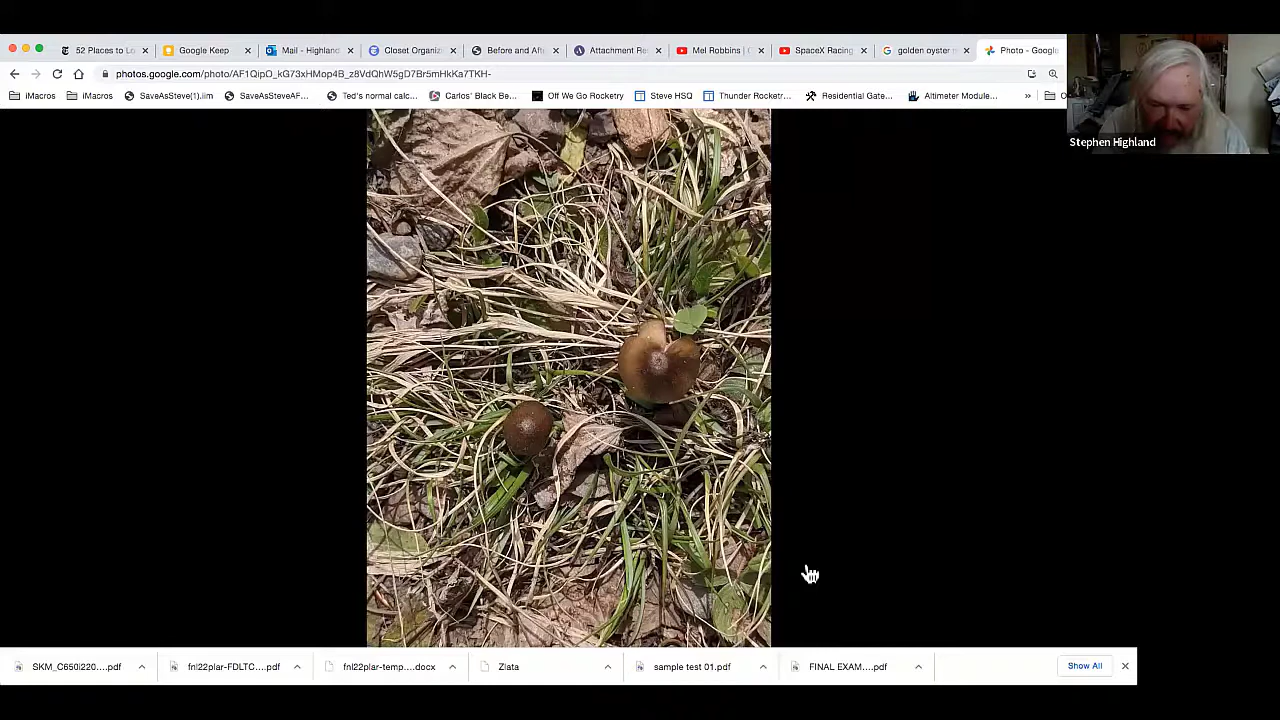 52 Places to Lo
Google Keep
Mail - Highland
Closet Organiz
Before and Aft
Attachment Re
Mel Robbins (
SpaceX Racing
golden oyster m
Photo - Google
photos.google.com/photo/AF1QipO_kG73xHMop4B_z8VdQhW5gD7Br5mHkKa7TKH-
iMacros
iMacros
SaveAsSteve(1).iim
SaveAsSteveAF...
Ted's normal calc...
Carlos' Black Be...
Off We Go Rocketry
Steve HSQ
Thunder Rocketr...
Residential Gate...
Altimeter Module...
»
Stephen Highland
SKM_C650i220....pdf
fnl22plar-FDLTC....pdf
fnl22plar-temp....docx
Zlata
sample test 01.pdf
FINAL EXAM....pdf
Show All